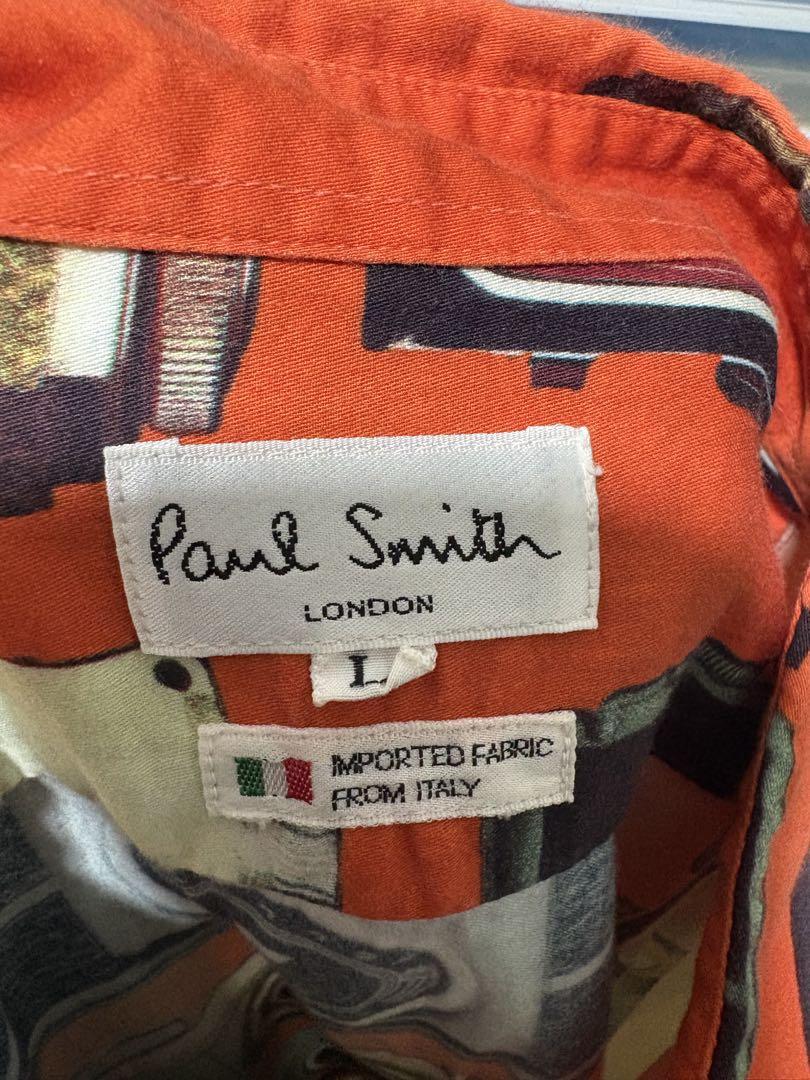 Paul Smith
LONDON
L
IMPORTED FABRIC
FROM ITALY